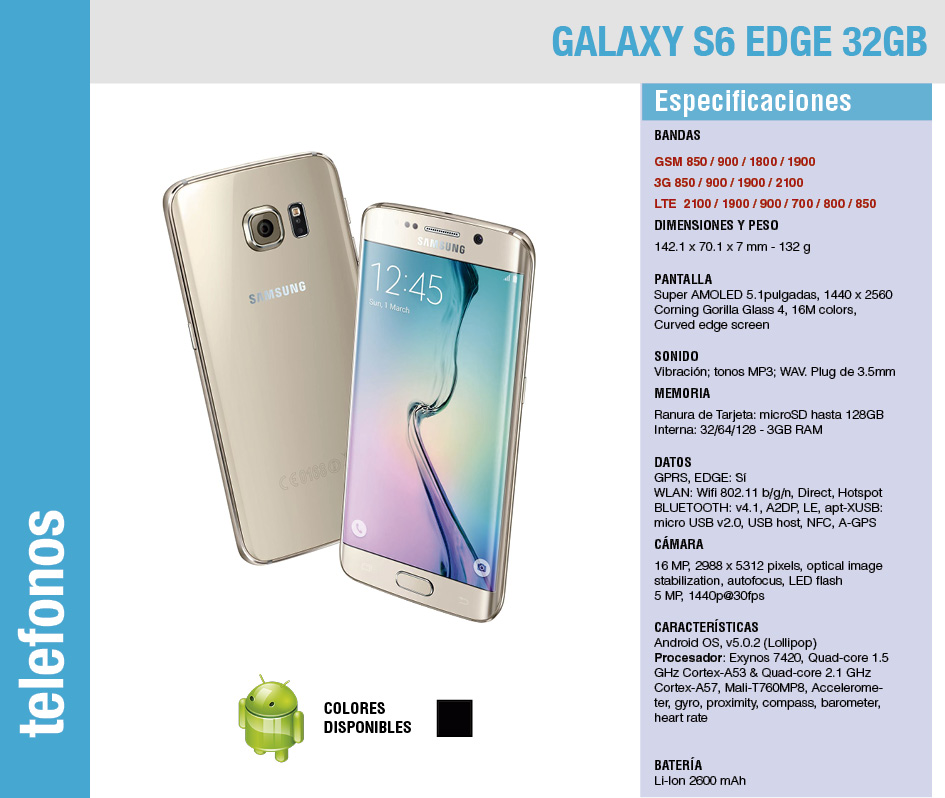 GALAXY S6 EDGE 32GB
Especificaciones
BANDAS
GSM 850 / 900 / 1800 / 1900
3G 850 / 900 / 1900 / 2100
LTE 2100 / 1900 / 900 / 700 / 800 / 850
DIMENSIONES Y PESO
142.1 x 70.1 x 7 mm - 132 g
PANTALLA
Super AMOLED 5.1pulgadas, 1440 x 2560
Corning Gorilla Glass 4, 16M colors,
Curved edge screen
SONIDO
Vibración; tonos MP3; WAV. Plug de 3.5mm
MEMORIA
Ranura de Tarjeta: microSD hasta 128GB
Interna: 32/64/128 - 3GB RAM
DATOS
GPRS, EDGE: Sí
WLAN: Wifi 802.11 b/g/n, Direct, Hotspot
BLUETOOTH: v4.1, A2DP, LE, apt-XUSB:
micro USB v2.0, USB host, NFC, A-GPS
CÁMARA
16 MP, 2988 x 5312 pixels, optical image
stabilization, autofocus, LED flash
5 MP, 1440p@30fps
CARACTERÍSTICAS
Android OS, v5.0.2 (Lollipop)
Procesador: Exynos 7420, Quad-core 1.5
GHz Cortex-A53 & Quad-core 2.1 GHz
Cortex-A57, Mali-T760MP8, Accelerome-
ter, gyro, proximity, compass, barometer,
heart rate
BATERÍA
Li-Ion 2600 mAh
SAMSUNG
SAMSUNG
12:45
Sun, 1 March
COLORES
DISPONIBLES
telefonos